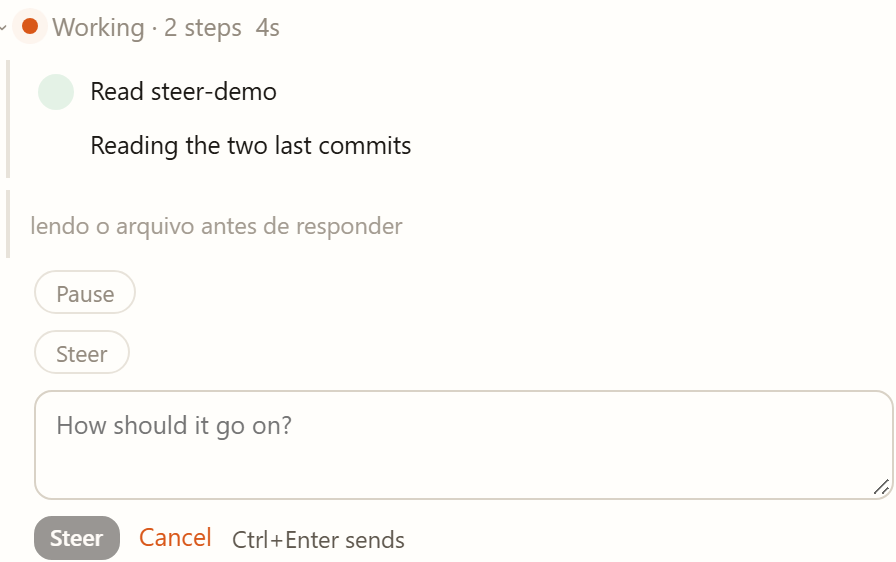 Working · 2 steps 4s
Read steer-demo
Reading the two last commits
lendo o arquivo antes de responder
Pause
Steer
How should it go on?
Steer Cancel Ctrl+Enter sends